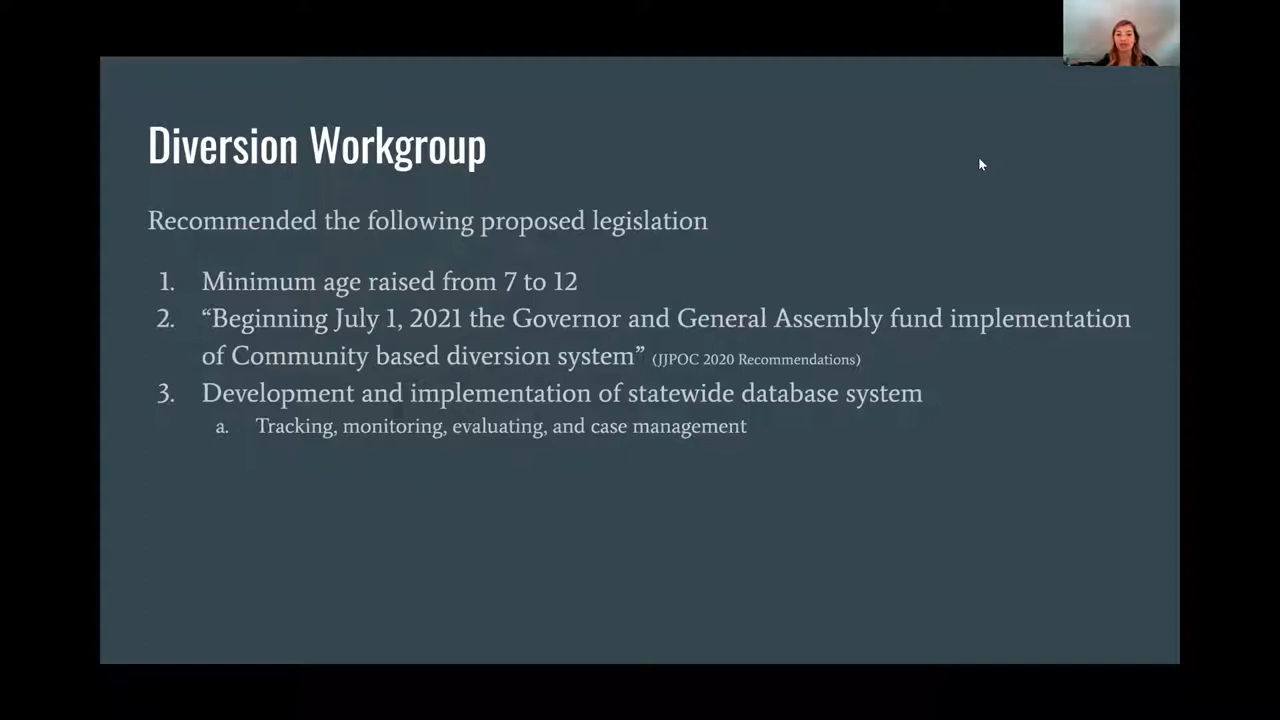 Diversion Workgroup
Recommended the following proposed legislation
1. Minimum age raised from 7 to 12
2. “Beginning July 1, 2021 the Governor and General Assembly fund implementation
of Community based diversion system” (JJPOC 2020 Recommendations)
3. Development and implementation of statewide database system
a. Tracking, monitoring, evaluating, and case management